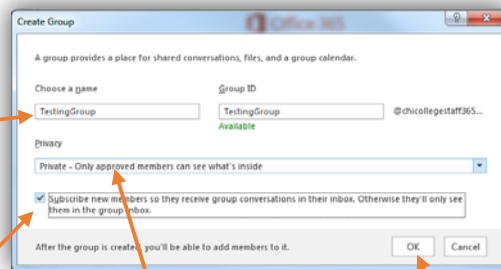 Create Group
Office 365
A group provides a place for shared conversations, files, and a group calendar.
Choose a name
Group ID
TestingGroup
TestingGroup
@chicollegestaff365...
Available
Privacy
Private - Only approved members can see what's inside
Subscribe new members so they receive group conversations in their inbox. Otherwise they'll only see
them in the group inbox.
After the group is created, you'll be able to add members to it.
OK
Cancel